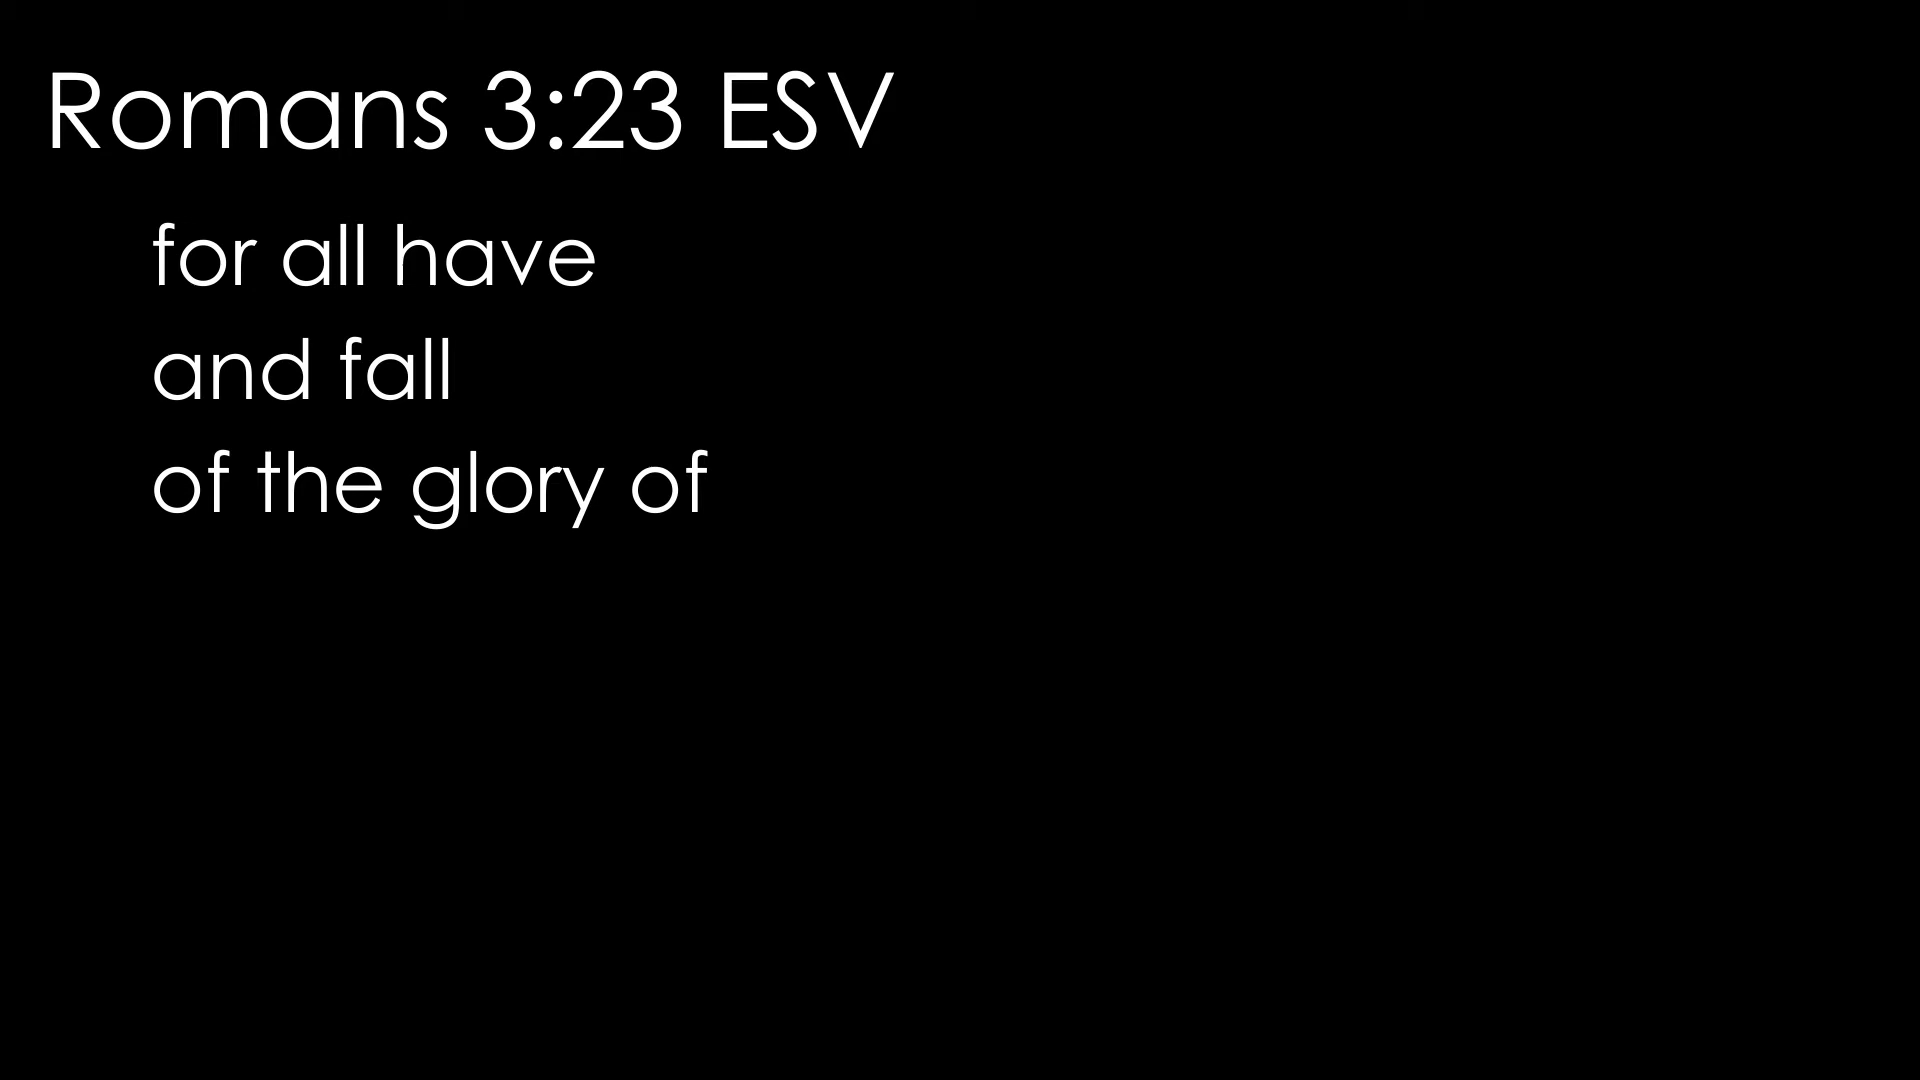 Romans 3:23 ESV
for all have
and fall
of the glory of